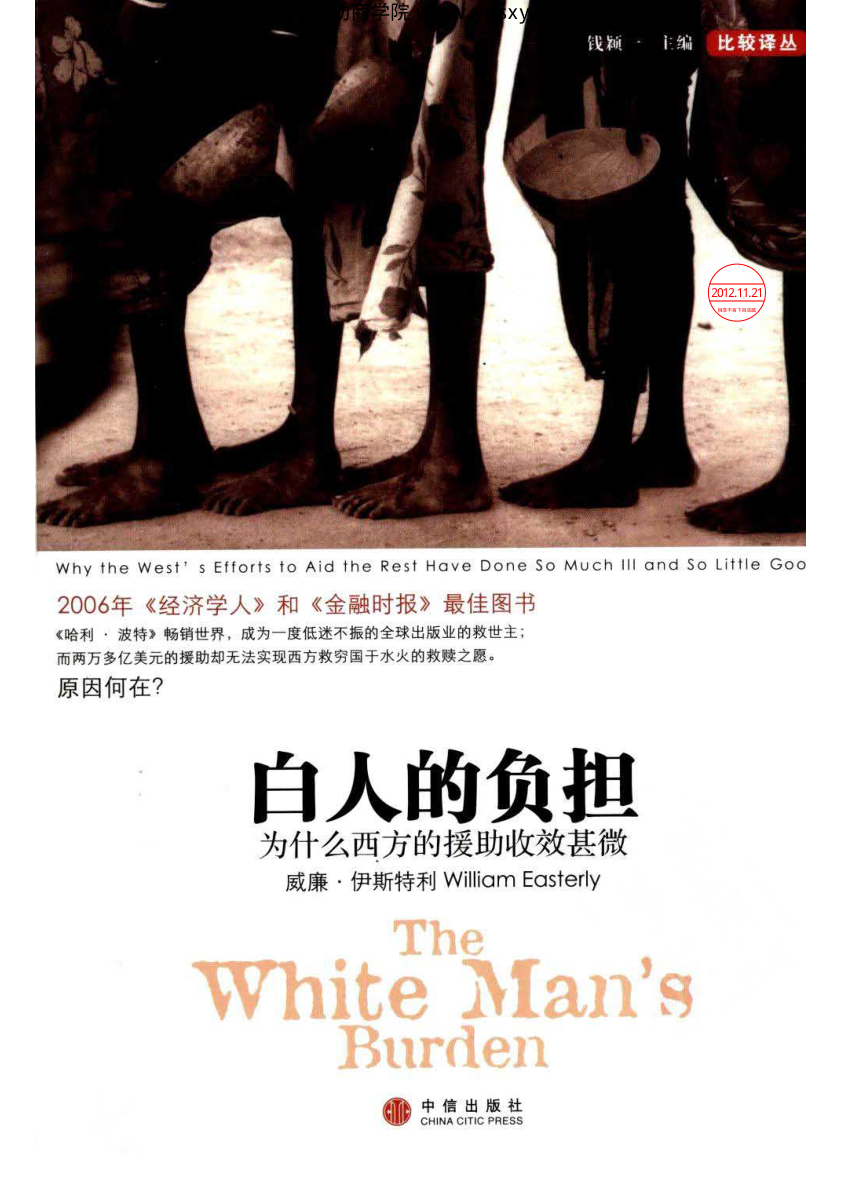 商学院
钱颖一 主编 比较译丛
2012.11.21
Why the West's Efforts to Aid the Rest Have Done So Much Ill and So Little Goo
2006年《经济学人》和《金融时报》最佳图书
《哈利·波特》畅销世界,成为一度低迷不振的全球出版业的救世主;
而两万多亿美元的援助却无法实现西方救穷国于水火的救赎之愿。
原因何在?
白人的负担
为什么西方的援助收效甚微
威廉·伊斯特利 William Easterly
The
White Man's
Burden
中信出版社
CHINA CITIC PRESS